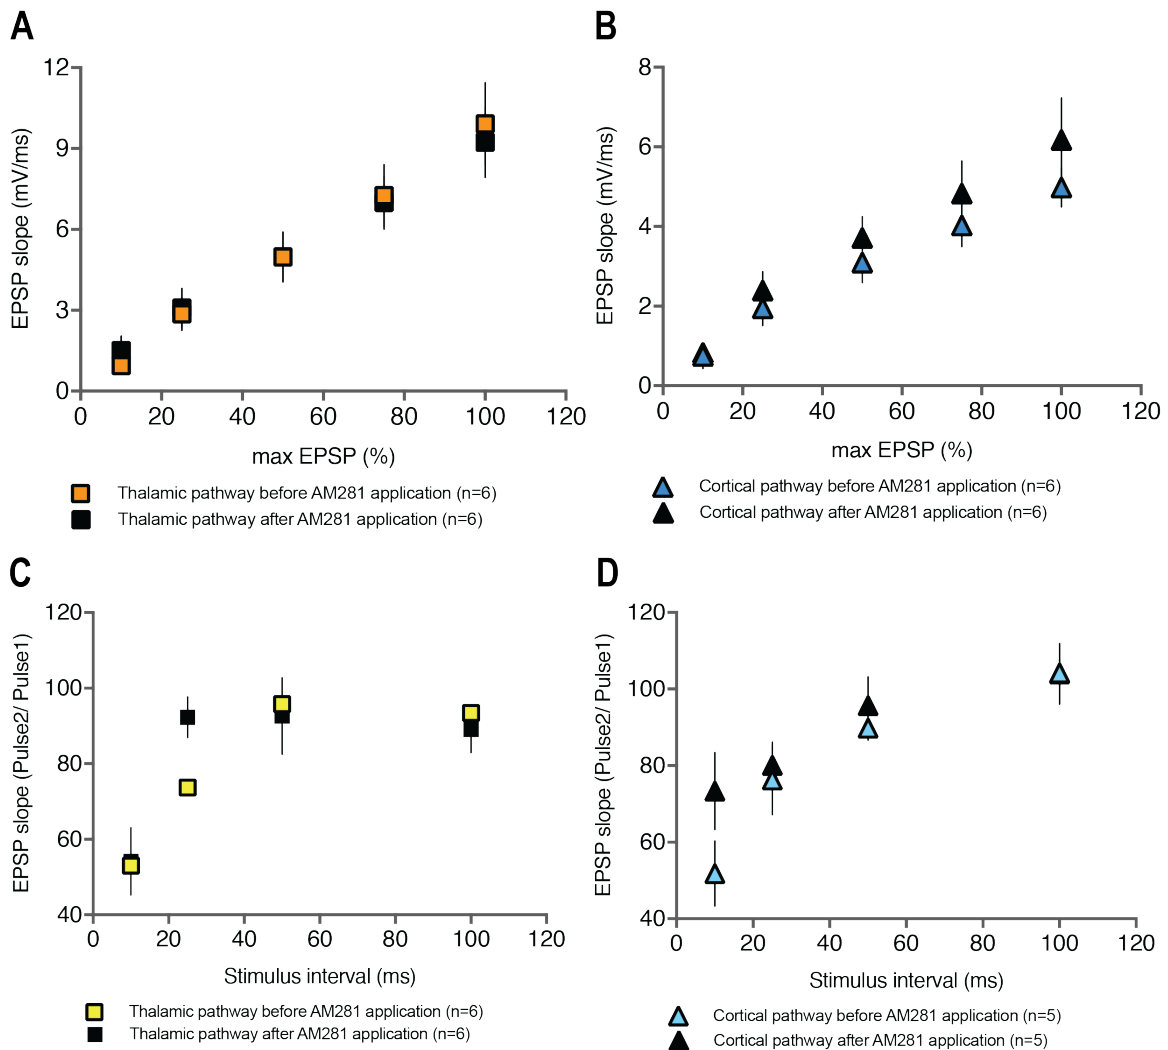 A
12
9
6
3
0
EPSP slope (mV/ms)
0 20 40 60 80 100 120
max EPSP (%)
Thalamic pathway before AM281 application (n=6)
Thalamic pathway after AM281 application (n=6)
B
8
6
4
2
0
EPSP slope (mV/ms)
0 20 40 60 80 100 120
max EPSP (%)
Cortical pathway before AM281 application (n=6)
Cortical pathway after AM281 application (n=6)
C
120
100
80
60
40
EPSP slope (Pulse2/ Pulse1)
0 20 40 60 80 100 120
Stimulus interval (ms)
Thalamic pathway before AM281 application (n=6)
Thalamic pathway after AM281 application (n=6)
D
120
100
80
60
40
EPSP slope (Pulse2/ Pulse1)
0 20 40 60 80 100 120
Stimulus interval (ms)
Cortical pathway before AM281 application (n=5)
Cortical pathway after AM281 application (n=5)